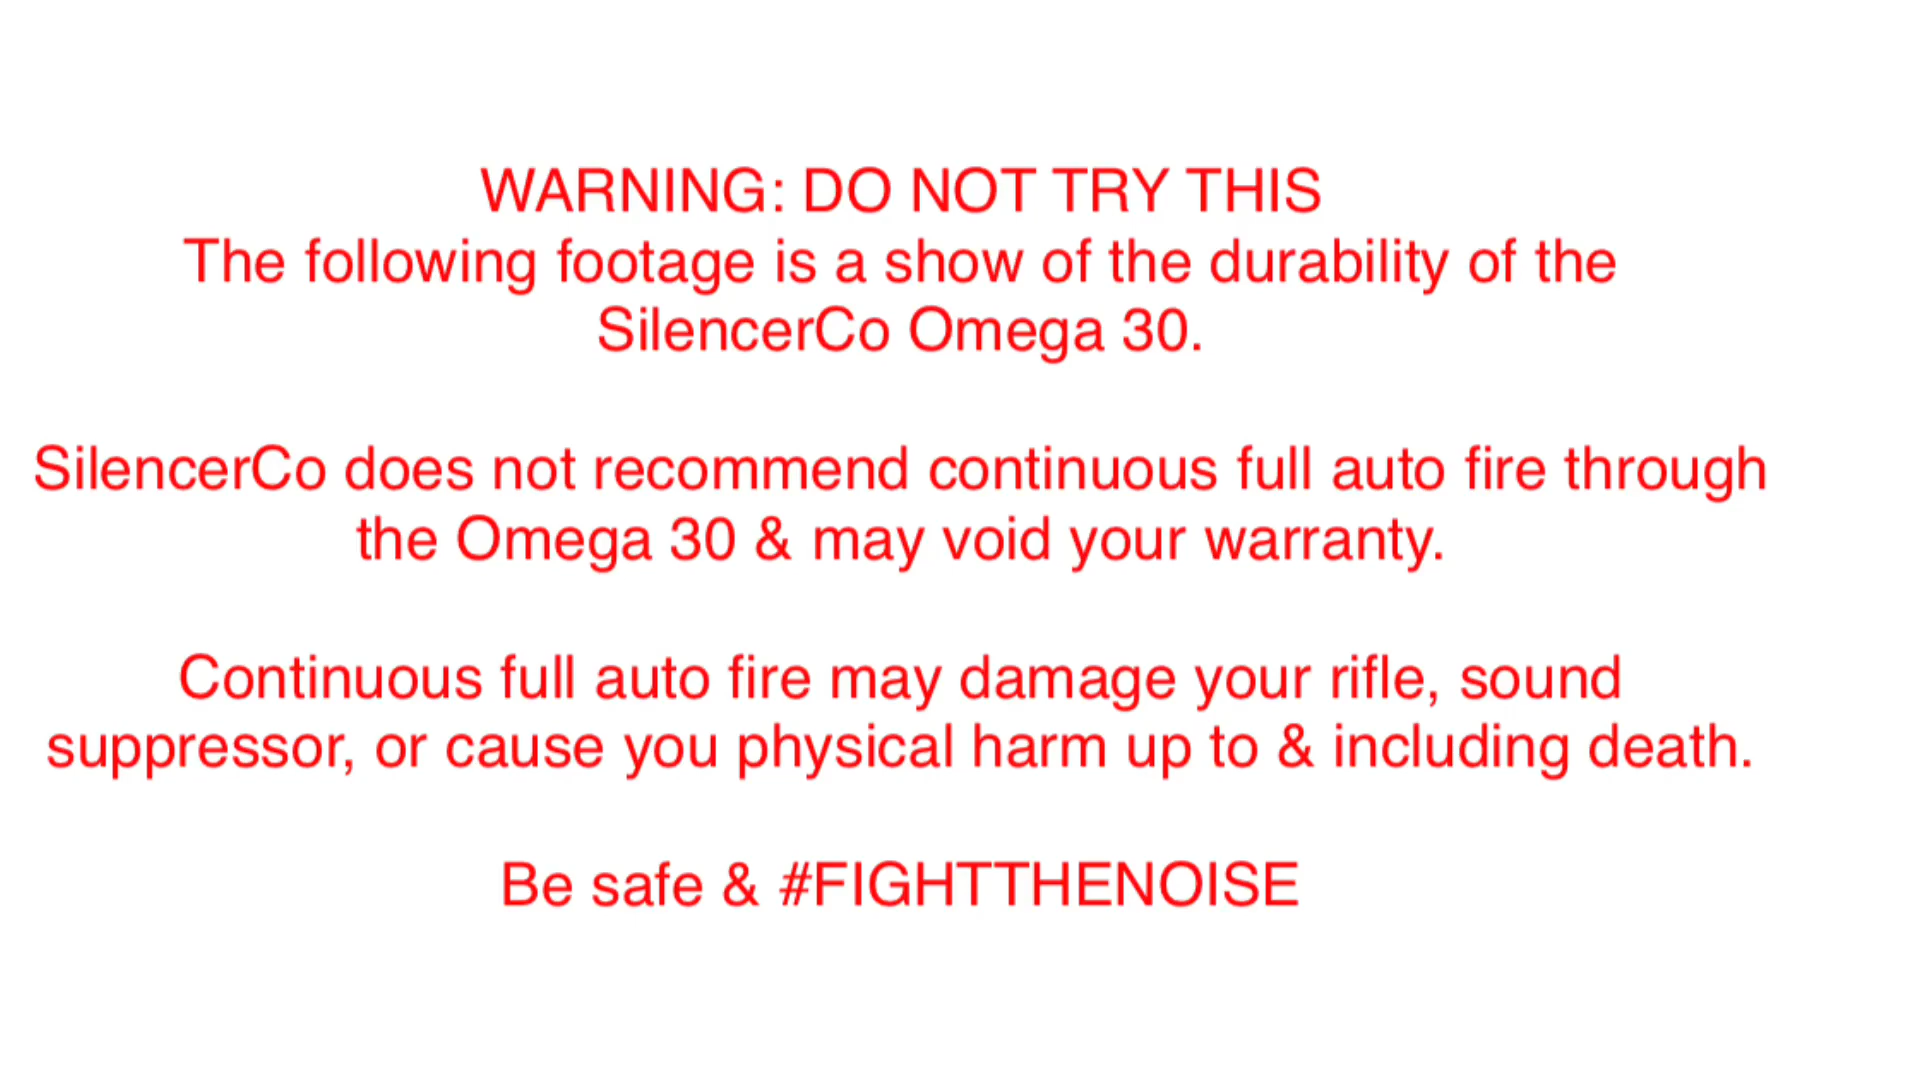 WARNING: DO NOT TRY THIS
The following footage is a show of the durability of the
SilencerCo Omega 30.
SilencerCo does not recommend continuous full auto fire through
the Omega 30 & may void your warranty.
Continuous full auto fire may damage your rifle, sound
suppressor, or cause you physical harm up to & including death.
Be safe & #FIGHTTHENOISE